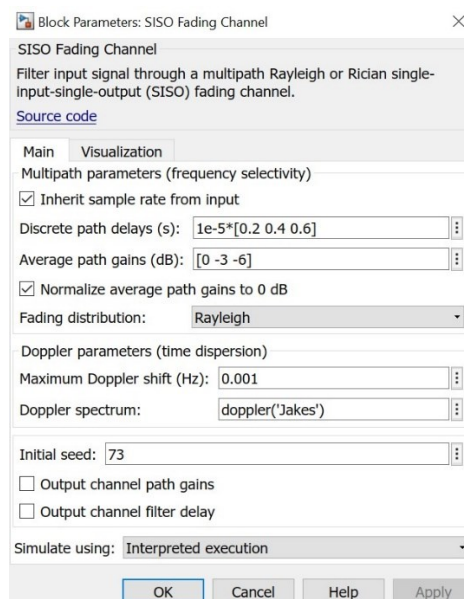 Block Parameters: SISO Fading Channel
SISO Fading Channel
Filter input signal through a multipath Rayleigh or Rician single-
input-single-output (SISO) fading channel.
Source code
Main Visualization
Multipath parameters (frequency selectivity)
Inherit sample rate from input
Discrete path delays (s): 1e-5*[0.2 0.4 0.6]
Average path gains (dB): [0 -3 -6]
Normalize average path gains to 0 dB
Fading distribution: Rayleigh
Doppler parameters (time dispersion)
Maximum Doppler shift (Hz): 0.001
Doppler spectrum: doppler('Jakes')
Initial seed: 73
Output channel path gains
Output channel filter delay
Simulate using: Interpreted execution
OK Cancel Help Apply